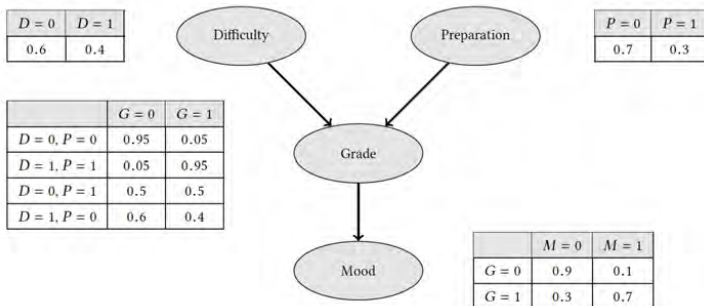 D = 0 D = 1
0.6 0.4
Difficulty
Preparation
P = 0 P = 1
0.7 0.3
G = 0 G = 1
D = 0, P = 0 0.95 0.05
D = 1, P = 1 0.05 0.95
D = 0, P = 1 0.5 0.5
D = 1, P = 0 0.6 0.4
Grade
Mood
M = 0 M = 1
G = 0 0.9 0.1
G = 1 0.3 0.7